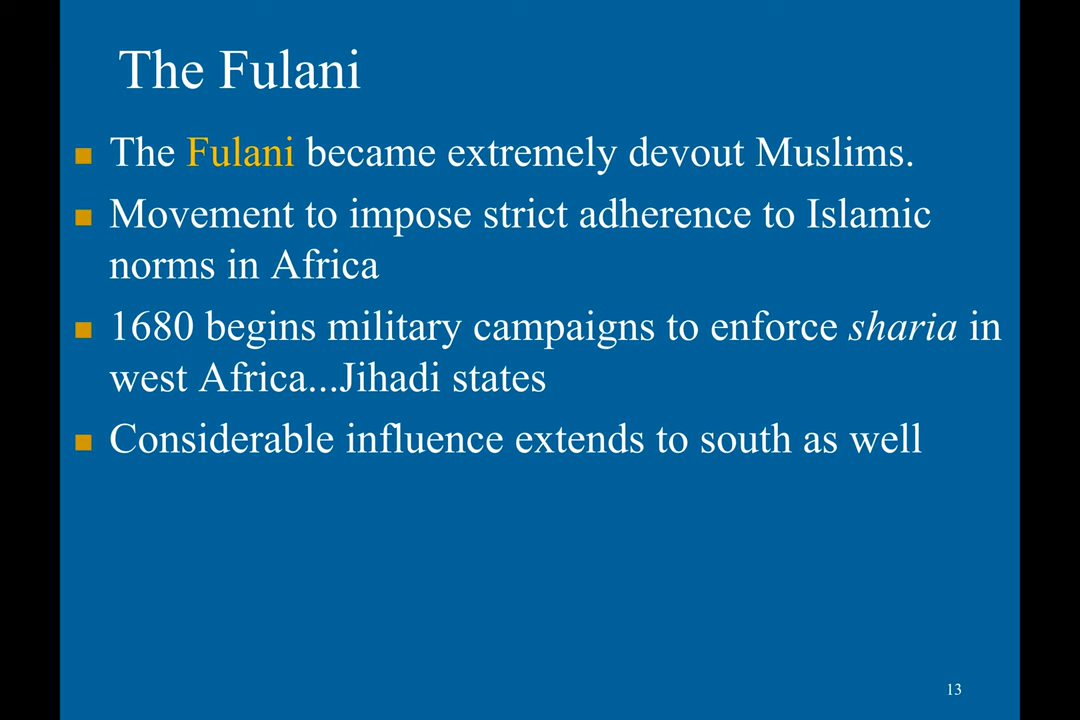 The Fulani
The Fulani became extremely devout Muslims.
Movement to impose strict adherence to Islamic
norms in Africa
1680 begins military campaigns to enforce sharia in
west Africa...Jihadi states
Considerable influence extends to south as well
13